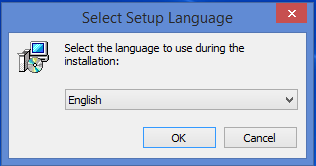 Select Setup Language
Select the language to use during the
installation:
English
OK
Cancel